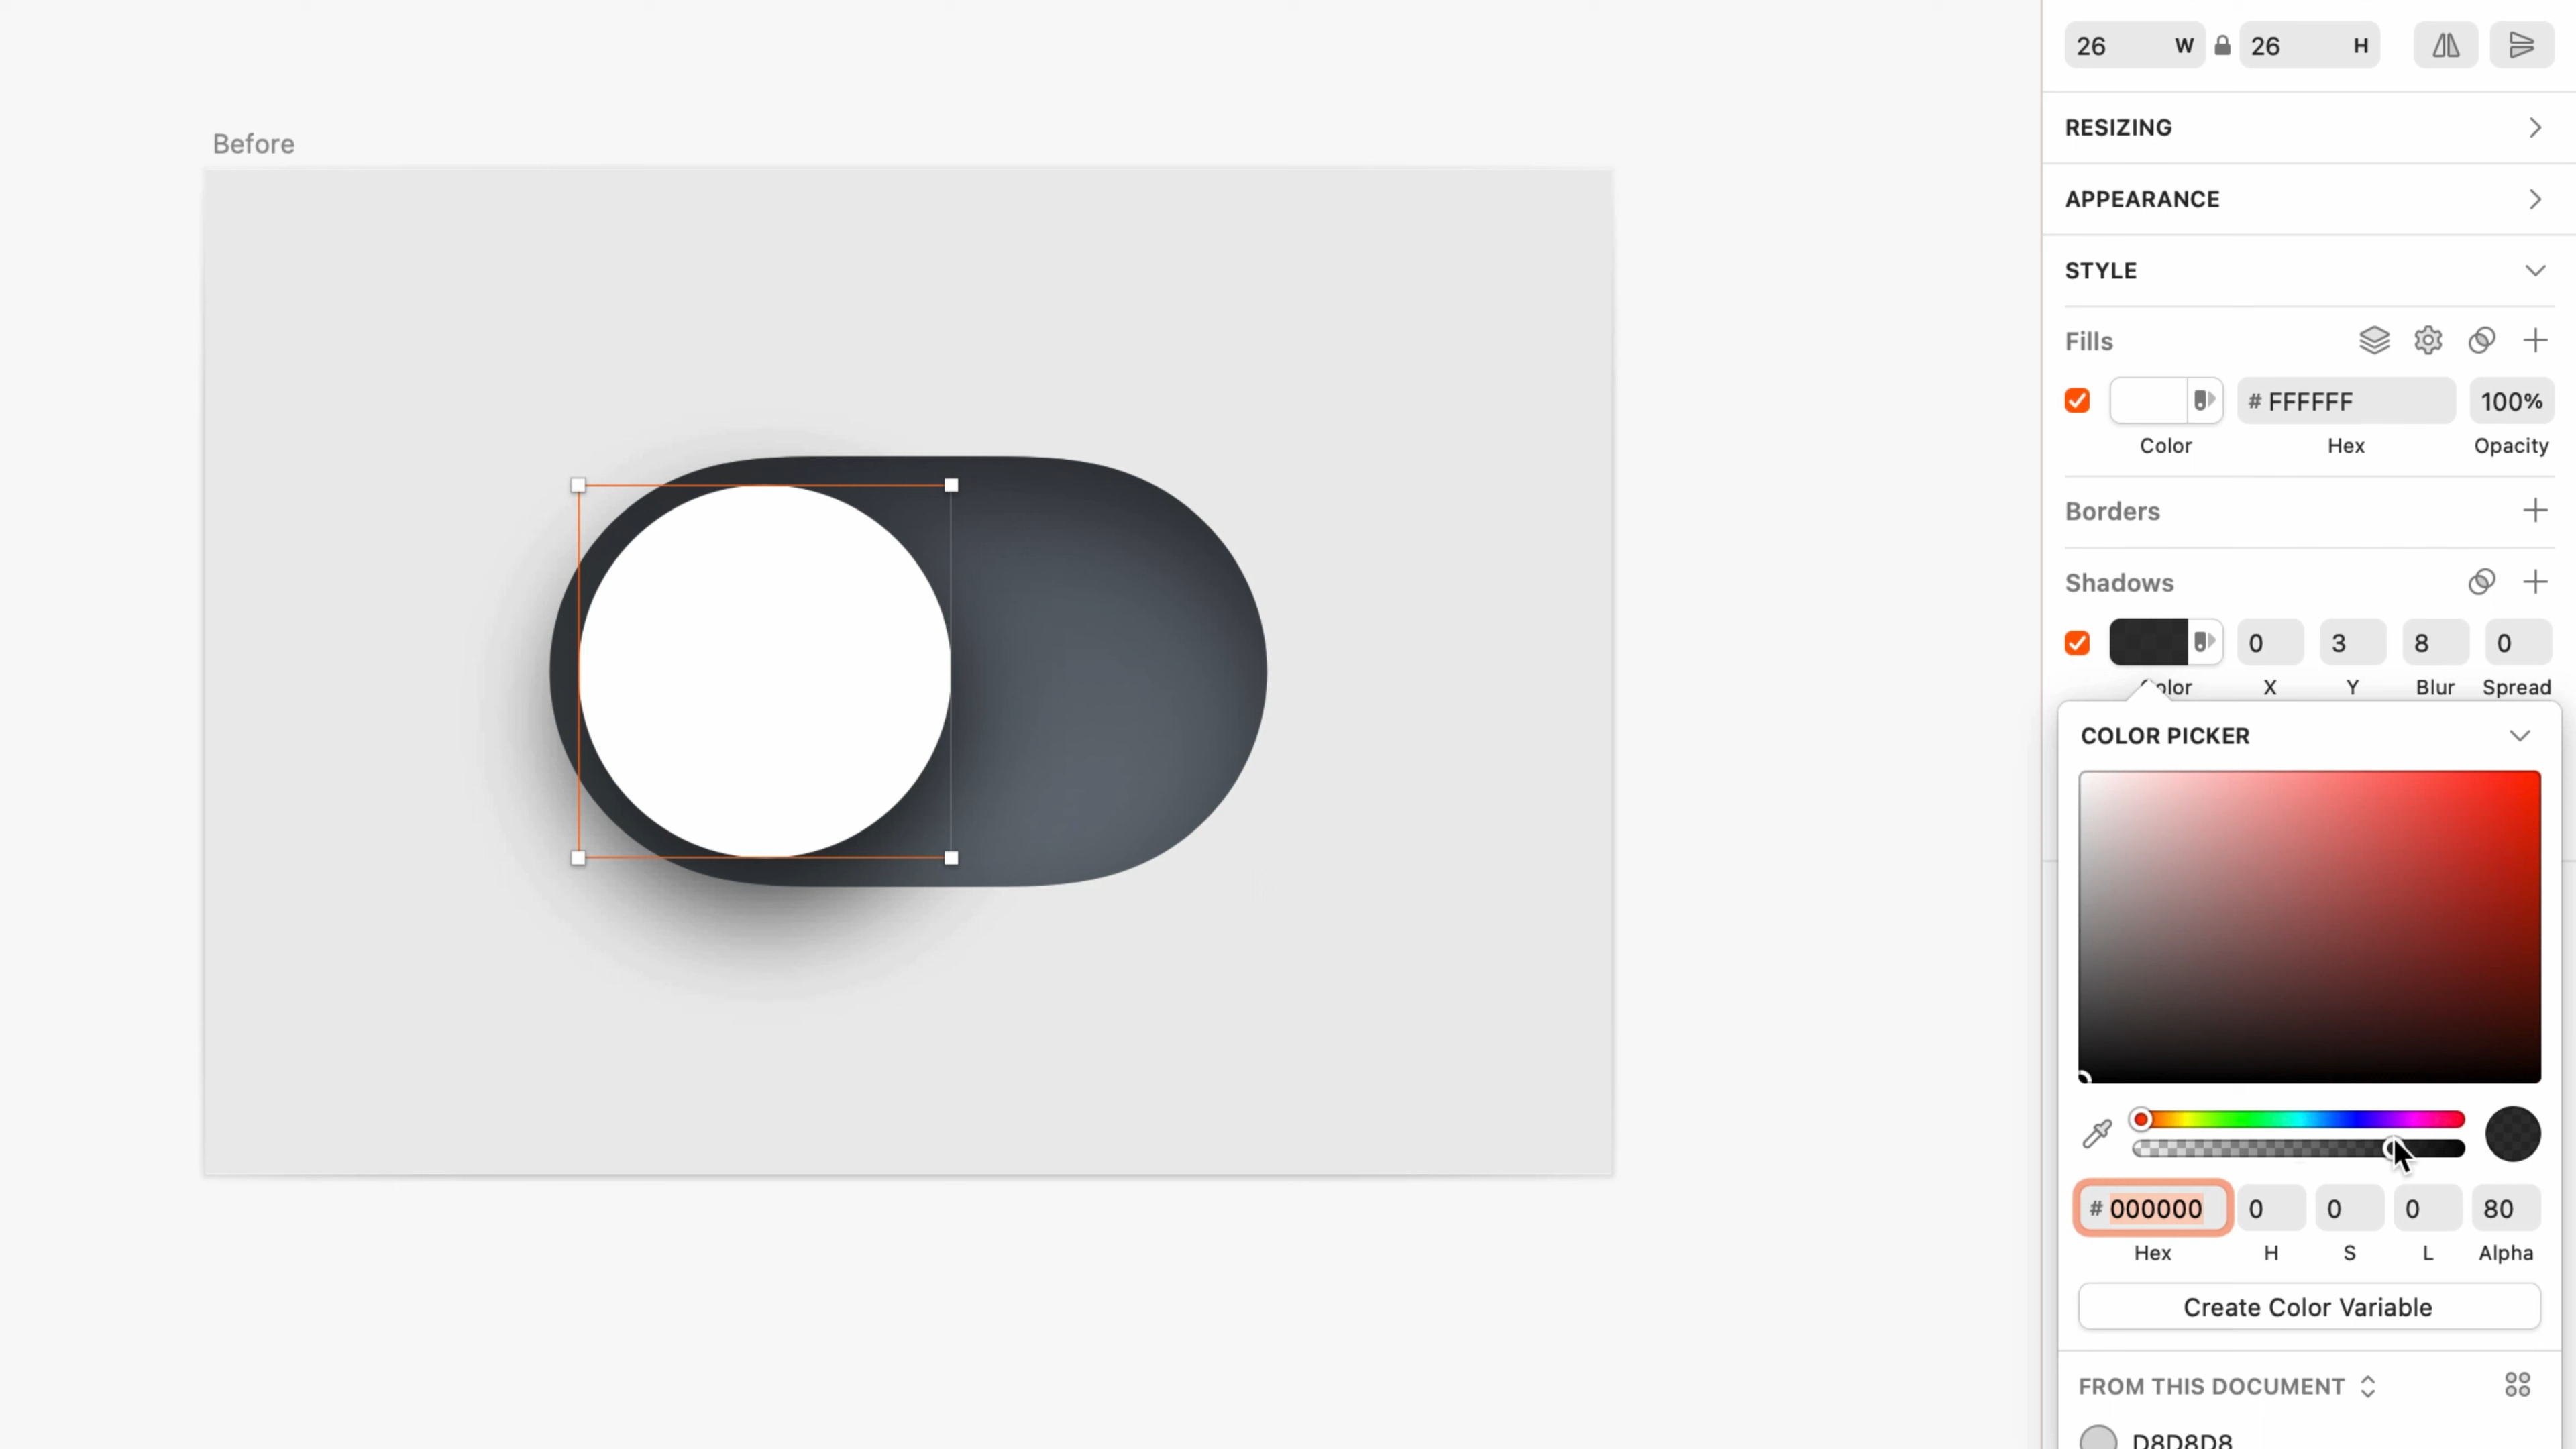 Before
26 W 26 H
RESIZING
APPEARANCE
STYLE
Fills
# FFFFFF 100%
Color Hex Opacity
Borders
Shadows
0 3 8 0
Color X Y Blur Spread
COLOR PICKER
# 000000 0 0 0 80
Hex H S L Alpha
Create Color Variable
FROM THIS DOCUMENT
D8D8D8